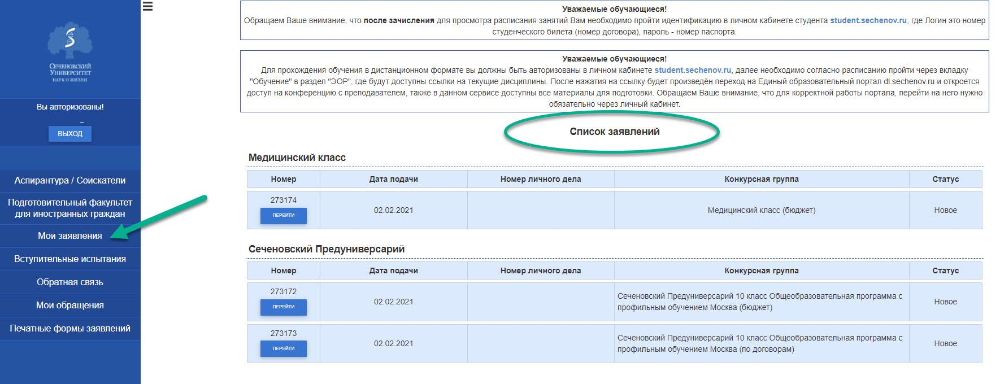 Сеченовский
Университет
наук о жизни
Вы авторизованы!
ВЫХОД
Аспирантура / Соискатели
Подготовительный факультет
для иностранных граждан
Мои заявления
Вступительные испытания
Обратная связь
Мои обращения
Печатные формы заявлений
Уважаемые обучающиеся!
Обращаем Ваше внимание, что после зачисления для просмотра расписания занятий Вам необходимо пройти идентификацию в личном кабинете студента student.sechenov.ru, где Логин это номер
студенческого билета (номер договора), пароль - номер паспорта.
Уважаемые обучающиеся!
Для прохождения обучения в дистанционном формате вы должны быть авторизованы в личном кабинете student.sechenov.ru, далее необходимо согласно расписанию пройти через вкладку
"Обучение" в раздел "ЭОР", где будут доступны ссылки на текущие дисциплины. После нажатия на ссылку будет произведён переход на Единый образовательный портал dl.sechenov.ru и откроется
доступ на конференцию с преподавателем, также в данном сервисе доступны все материалы для подготовки. Обращаем Ваше внимание, что для корректной работы портала, перейти на него нужно
обязательно через личный кабинет.
Список заявлений
Медицинский класс
Номер Дата подачи Номер личного дела Конкурсная группа Статус
273174
ПЕРЕЙТИ
02.02.2021 Медицинский класс (бюджет) Новое
Сеченовский Предуниверсарий
Номер Дата подачи Номер личного дела Конкурсная группа Статус
273172
ПЕРЕЙТИ
02.02.2021
Сеченовский Предуниверсарий 10 класс Общеобразовательная программа с
профильным обучением Москва (бюджет)
Новое
273173
ПЕРЕЙТИ
02.02.2021
Сеченовский Предуниверсарий 10 класс Общеобразовательная программа с
профильным обучением Москва (по договорам)
Новое